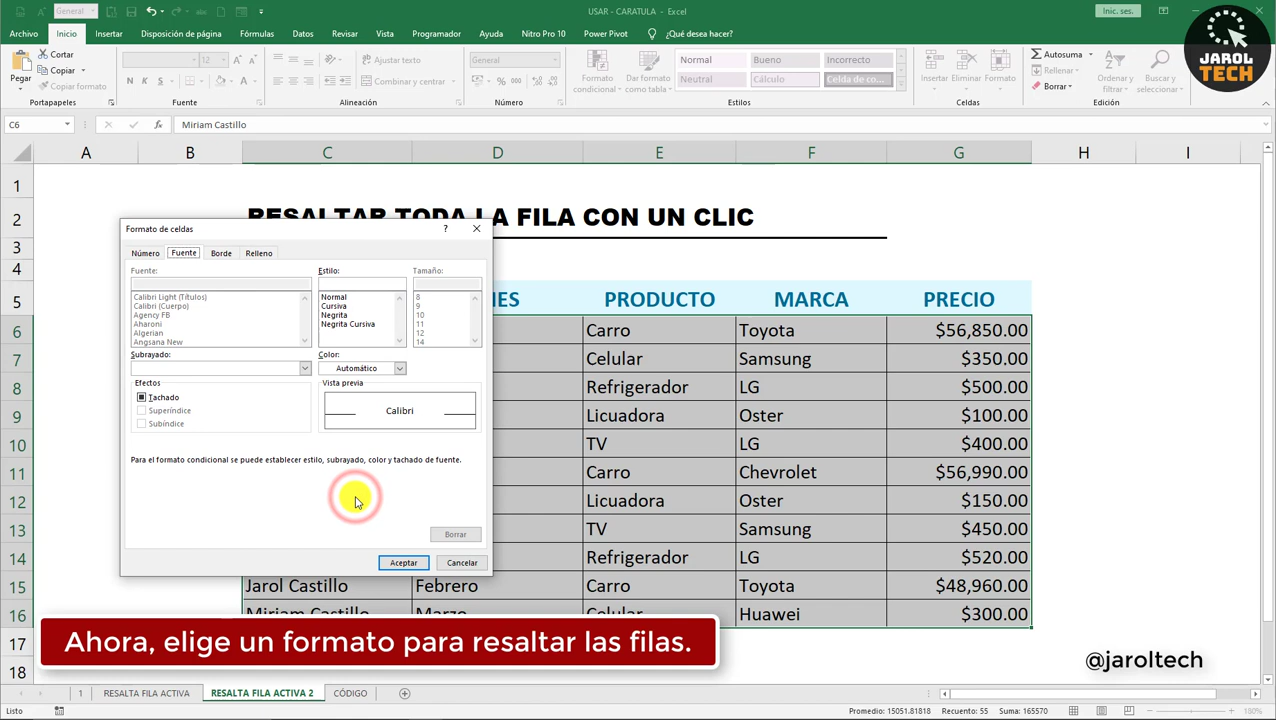 General
USAR - CARATULA - Excel
Inic. ses.
Archivo Inicio Insertar Disposición de página Fórmulas Datos Revisar Vista Programador Ayuda Nitro Pro 10 Power Pivot ¿Qué desea hacer?
Pegar
Cortar
Copiar
Copiar formato
12
N K S
Ajustar texto
Combinar y centrar
General
Formato condicional
Dar formato como tabla
Normal Bueno Incorrecto
Neutral Cálculo Celda de co...
Insertar Eliminar Formato
Autosuma
Rellenar
Borrar
Ordenar y filtrar
Buscar y seleccionar
Portapapeles Fuente Alineación Número Estilos Celdas Edición
JAROL
TECH
C6 fx Miriam Castillo
A B C D E F G H I
1
2 RESALTAR TODA LA FILA CON UN CLIC
3
4
5 ES PRODUCTO MARCA PRECIO
6 Carro Toyota $56,850.00
7 Celular Samsung $350.00
8 Refrigerador LG $500.00
9 Licuadora Oster $100.00
10 TV LG $400.00
11 Carro Chevrolet $56,990.00
12 Licuadora Oster $150.00
13 TV Samsung $450.00
14 Refrigerador LG $520.00
15 Jarol Castillo Febrero Carro Toyota $48,960.00
16 Miriam Castillo Marzo Celular Huawei $300.00
17
18
Formato de celdas ?
Número Fuente Borde Relleno
Fuente: Estilo: Tamaño:
Calibri Light (Títulos) Normal 8
Calibri (Cuerpo) Cursiva 9
Agency FB Negrita 10
Aharoni Negrita Cursiva 11
Algerian 12
Angsana New 14
Subrayado: Color:
Automático
Efectos Vista previa
Tachado
Superíndice
Subíndice
Calibri
Para el formato condicional se puede establecer estilo, subrayado, color y tachado de fuente.
Borrar
Aceptar Cancelar
Ahora, elige un formato para resaltar las filas.
@jaroltech
1 RESALTA FILA ACTIVA RESALTA FILA ACTIVA 2 CÓDIGO
Listo Promedio: 15051.81818 Recuento: 55 Suma: 165570 180%